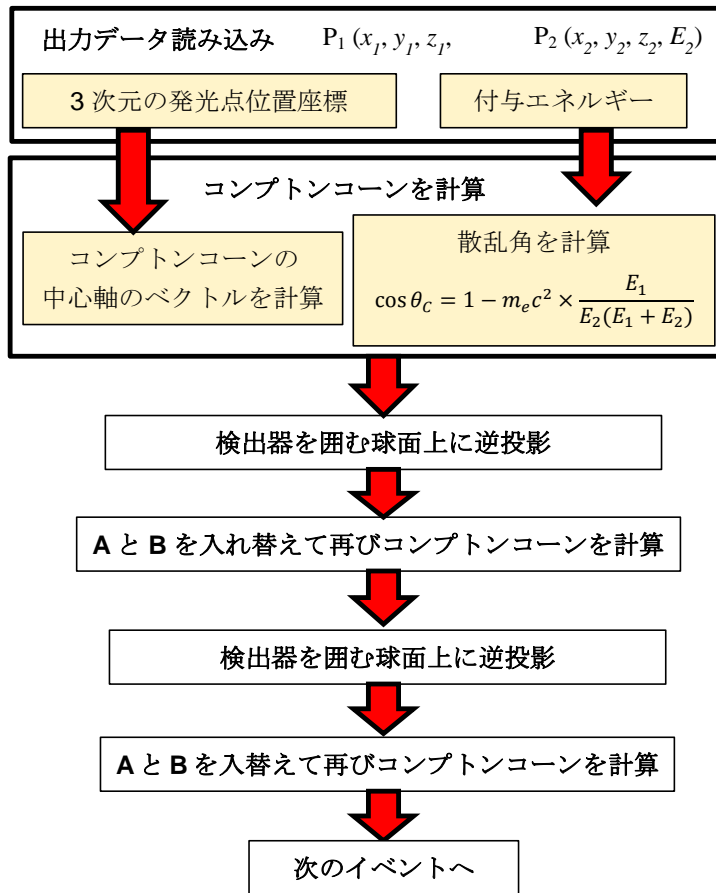 出力データ読み込み P₁ (x₁, y₁, z₁, P₂ (x₂, y₂, z₂, E₂)
3 次元の発光点位置座標
付与エネルギー
コンプトンコーンを計算
コンプトンコーンの
中心軸のベクトルを計算
散乱角を計算
cos θ_C = 1 − m_e c² × E₁ / E₂(E₁ + E₂)
検出器を囲む球面上に逆投影
A と B を入れ替えて再びコンプトンコーンを計算
検出器を囲む球面上に逆投影
A と B を入替えて再びコンプトンコーンを計算
次のイベントへ